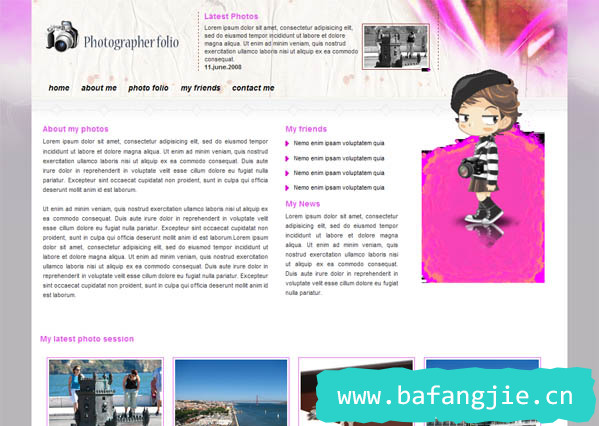 Photographer folio
Latest Photos
Lorem ipsum dolor sit amet, consectetur adipiscing elit, sed do eiusmod tempor incididunt ut labore et dolore magna aliqua. Ut enim ad minim veniam, quis nostrud exercitation ullamco laboris nisi ut aliquip ex ea commodo consequat.
11.june.2008
home about me photo folio my friends contact me
About my photos
Lorem ipsum dolor sit amet, consectetur adipisicing elit, sed do eiusmod tempor incididunt ut labore et dolore magna aliqua. Ut enim ad minim veniam, quis nostrud exercitation ullamco laboris nisi ut aliquip ex ea commodo consequat. Duis aute irure dolor in reprehenderit in voluptate velit esse cillum dolore eu fugiat nulla pariatur. Excepteur sint occaecat cupidatat non proident, sunt in culpa qui officia deserunt mollit anim id est laborum.
Ut enim ad minim veniam, quis nostrud exercitation ullamco laboris nisi ut aliquip ex ea commodo consequat. Duis aute irure dolor in reprehenderit in voluptate velit esse cillum dolore eu fugiat nulla pariatur. Excepteur sint occaecat cupidatat non proident, sunt in culpa qui officia deserunt mollit anim id est laborum.Lorem ipsum dolor sit amet, consectetur adipisicing elit, sed do eiusmod tempor incididunt ut labore et dolore magna aliqua. Ut enim ad minim veniam, quis nostrud exercitation ullamco laboris nisi ut aliquip ex ea commodo consequat. Duis aute irure dolor in reprehenderit in voluptate velit esse cillum dolore eu fugiat nulla pariatur. Excepteur sint occaecat cupidatat non proident, sunt in culpa qui officia deserunt mollit anim id est laborum.
My friends
Nemo enim ipsam voluptatem quia
Nemo enim ipsam voluptatem quia
Nemo enim ipsam voluptatem quia
Nemo enim ipsam voluptatem quia
My News
Lorem ipsum dolor sit amet, consectetur adipisicing elit, sed do eiusmod tempor incididunt ut labore et dolore magna aliqua. Ut enim ad minim veniam, quis nostrud exercitation ullamco laboris nisi ut aliquip ex ea commodo consequat. Duis aute irure dolor in reprehenderit in voluptate velit esse cillum dolore eu fugiat nulla pariatur.
My latest photo session
www.bafangjie.cn